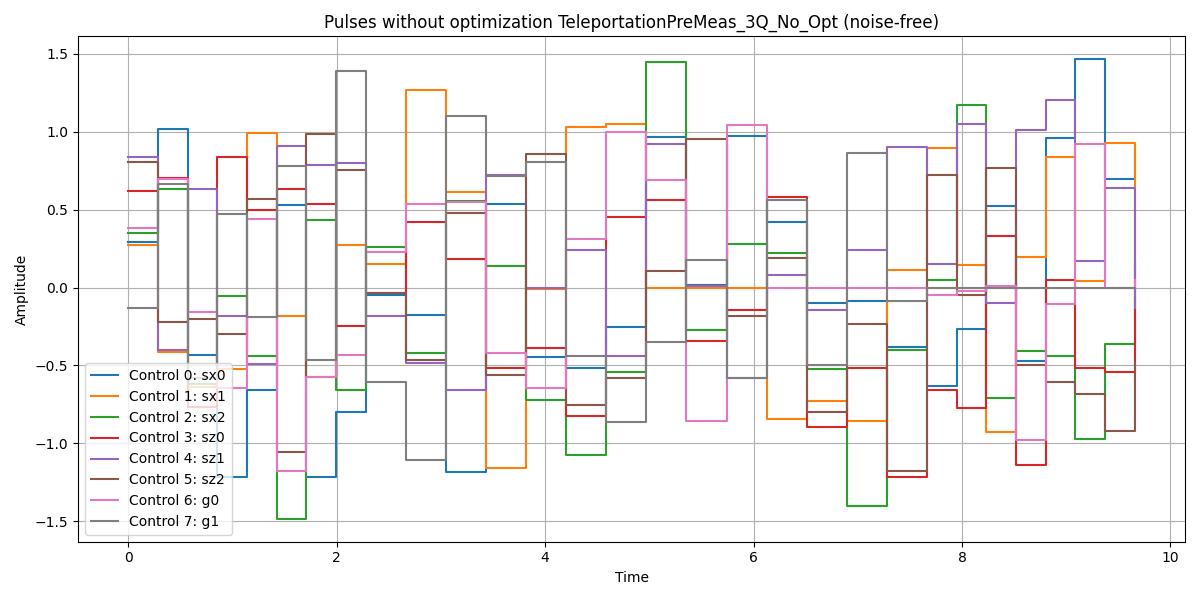 Pulses without optimization TeleportationPreMeas_3Q_No_Opt (noise-free)
1.5
1.0
0.5
0.0
−0.5
−1.0
−1.5
Amplitude
Control 0: sx0
Control 1: sx1
Control 2: sx2
Control 3: sz0
Control 4: sz1
Control 5: sz2
Control 6: g0
Control 7: g1
0 2 4 6 8 10
Time